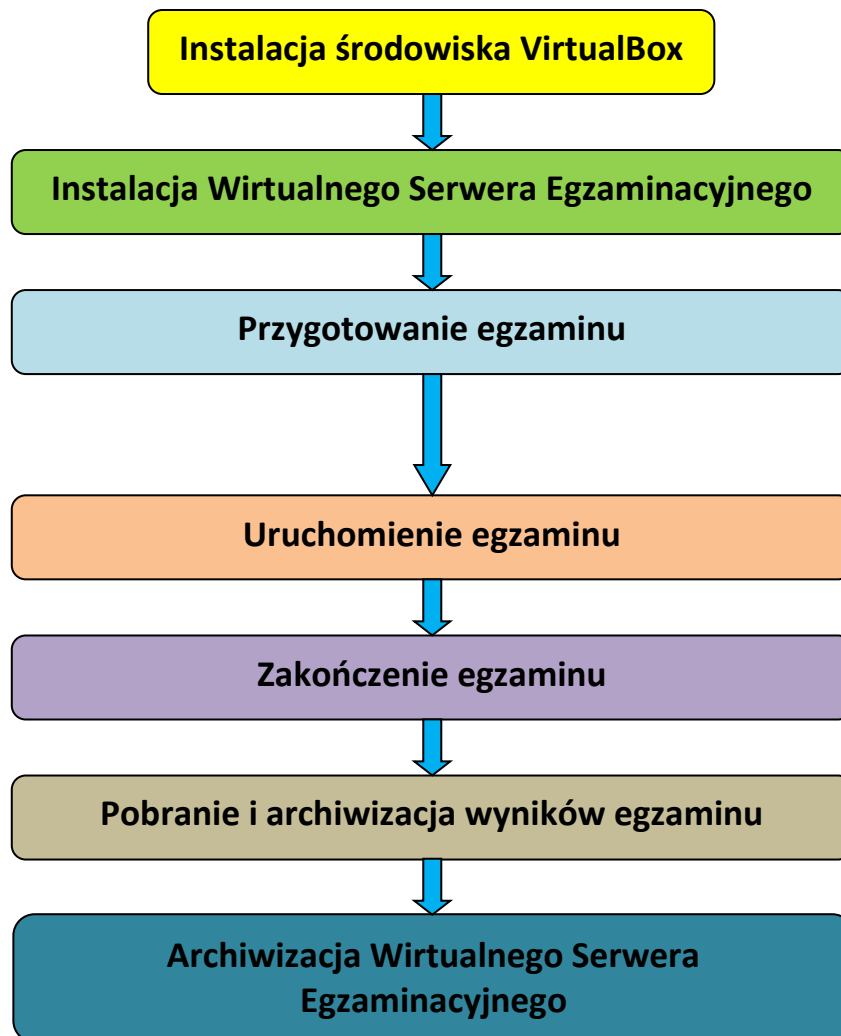 Instalacja środowiska VirtualBox
Instalacja Wirtualnego Serwera Egzaminacyjnego
Przygotowanie egzaminu
Uruchomienie egzaminu
Zakończenie egzaminu
Pobranie i archiwizacja wyników egzaminu
Archiwizacja Wirtualnego Serwera
Egzaminacyjnego